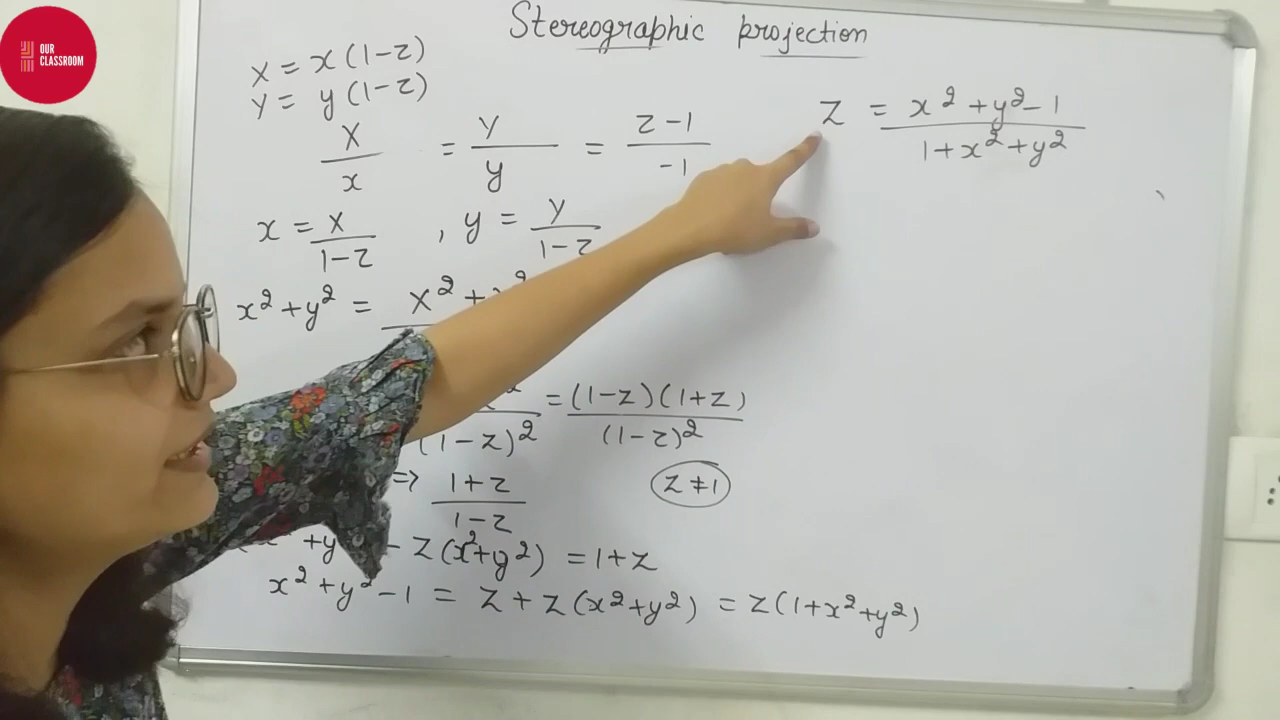 OUR
CLASSROOM
Stereographic projection
X = x(1-z)
Y = y(1-z)
X/x = Y/y = z-1/-1
x = X/1-z , y = Y/1-z
x² + y² = X² +
(1-z)² = (1-z)(1+z)/(1-z)²
=> 1+z/1-z
z ≠ 1
+y - z(x²+y²) = 1+z
x² + y² - 1 = z + z(x²+y²) = z(1+x²+y²)
z = x² + y² - 1/1+x²+y²